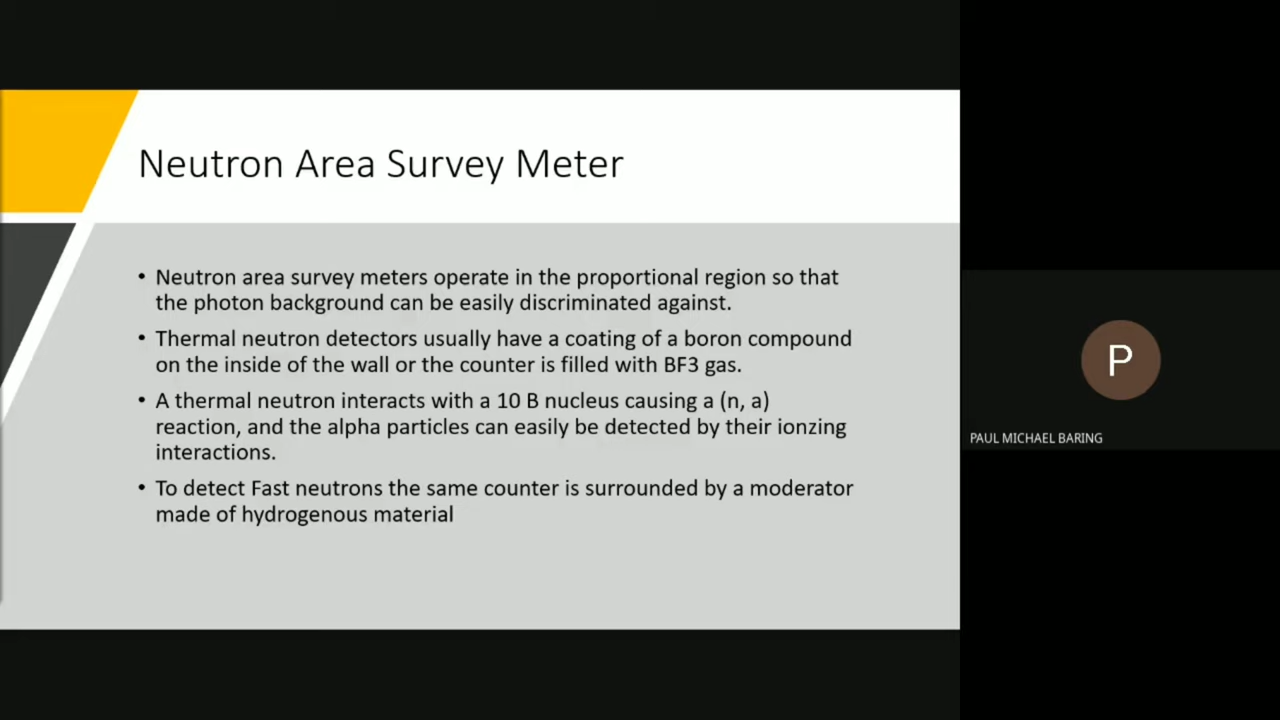 Neutron Area Survey Meter
• Neutron area survey meters operate in the proportional region so that
the photon background can be easily discriminated against.
• Thermal neutron detectors usually have a coating of a boron compound
on the inside of the wall or the counter is filled with BF3 gas.
• A thermal neutron interacts with a 10 B nucleus causing a (n, a)
reaction, and the alpha particles can easily be detected by their ionzing
interactions.
• To detect Fast neutrons the same counter is surrounded by a moderator
made of hydrogenous material
P
PAUL MICHAEL BARING